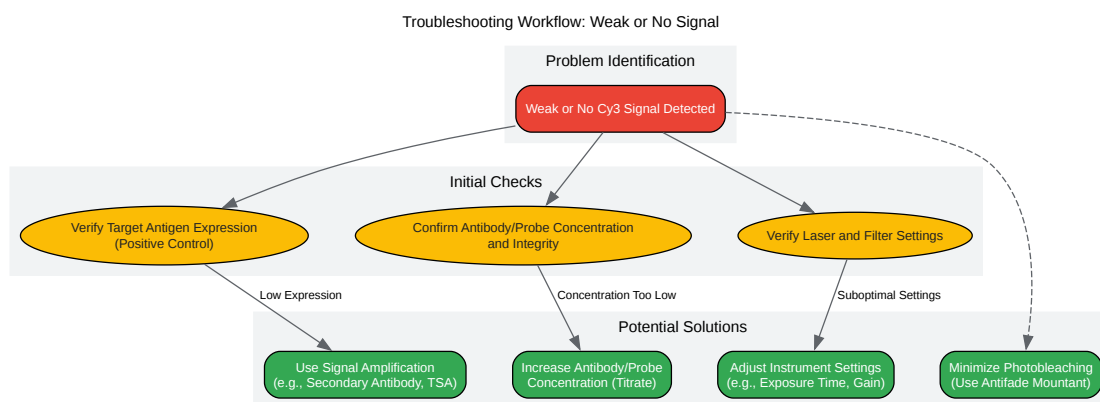 Troubleshooting Workflow: Weak or No Signal
Problem Identification
Weak or No Cy3 Signal Detected
Initial Checks
Verify Target Antigen Expression
(Positive Control)
Confirm Antibody/Probe Concentration
and Integrity
Verify Laser and Filter Settings
Low Expression
Concentration Too Low
Suboptimal Settings
Potential Solutions
Use Signal Amplification
(e.g., Secondary Antibody, TSA)
Increase Antibody/Probe
Concentration (Titrate)
Adjust Instrument Settings
(e.g., Exposure Time, Gain)
Minimize Photobleaching
(Use Antifade Mountant)